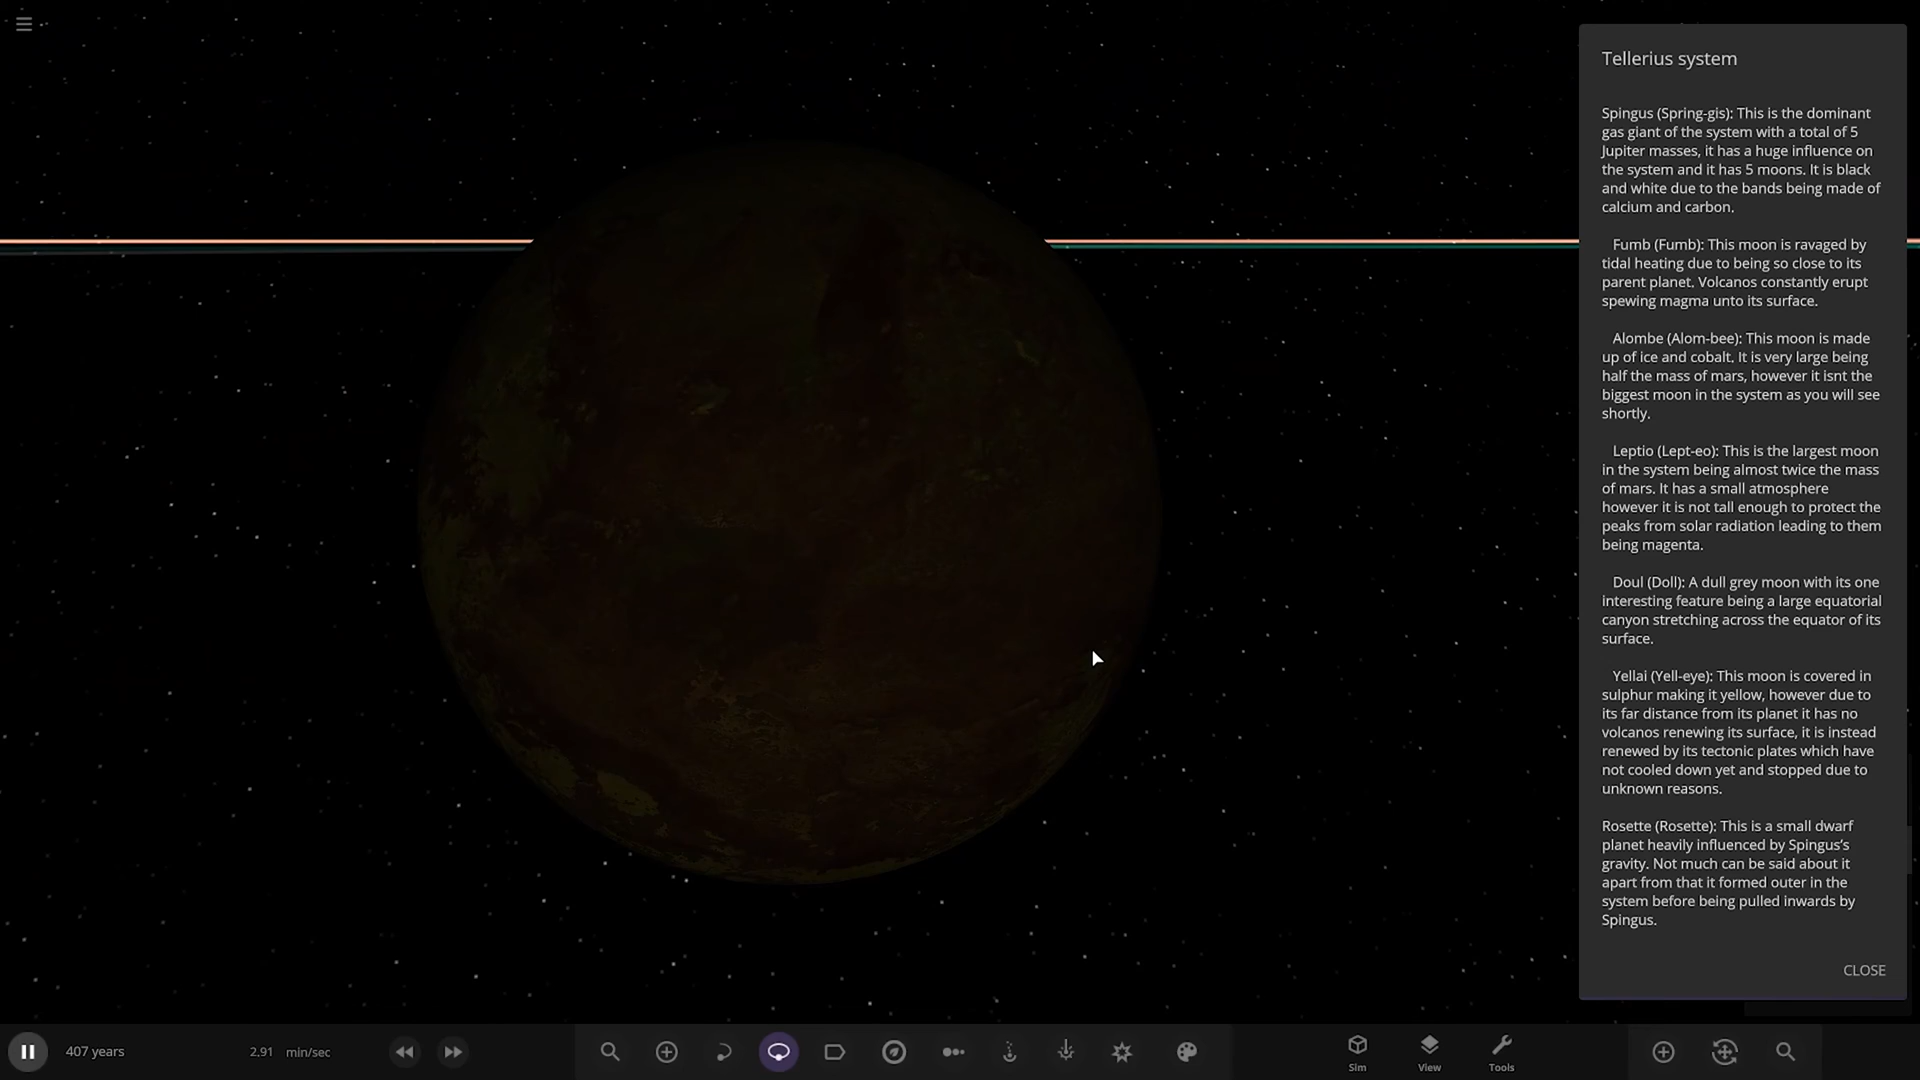 Tellerius system
Spingus (Spring-gis): This is the dominant
gas giant of the system with a total of 5
Jupiter masses, it has a huge influence on
the system and it has 5 moons. It is black
and white due to the bands being made of
calcium and carbon.
Fumb (Fumb): This moon is ravaged by
tidal heating due to being so close to its
parent planet. Volcanos constantly erupt
spewing magma unto its surface.
Alombe (Alom-bee): This moon is made
up of ice and cobalt. It is very large being
half the mass of mars, however it isnt the
biggest moon in the system as you will see
shortly.
Leptio (Lept-eo): This is the largest moon
in the system being almost twice the mass
of mars. It has a small atmosphere
however it is not tall enough to protect the
peaks from solar radiation leading to them
being magenta.
Doul (Doll): A dull grey moon with its one
interesting feature being a large equatorial
canyon stretching across the equator of its
surface.
Yellai (Yell-eye): This moon is covered in
sulphur making it yellow, however due to
its far distance from its planet it has no
volcanos renewing its surface, it is instead
renewed by its tectonic plates which have
not cooled down yet and stopped due to
unknown reasons.
Rosette (Rosette): This is a small dwarf
planet heavily influenced by Spingus's
gravity. Not much can be said about it
apart from that it formed outer in the
system before being pulled inwards by
Spingus.
CLOSE
407 years
2.91 min/sec
Sim
View
Tools